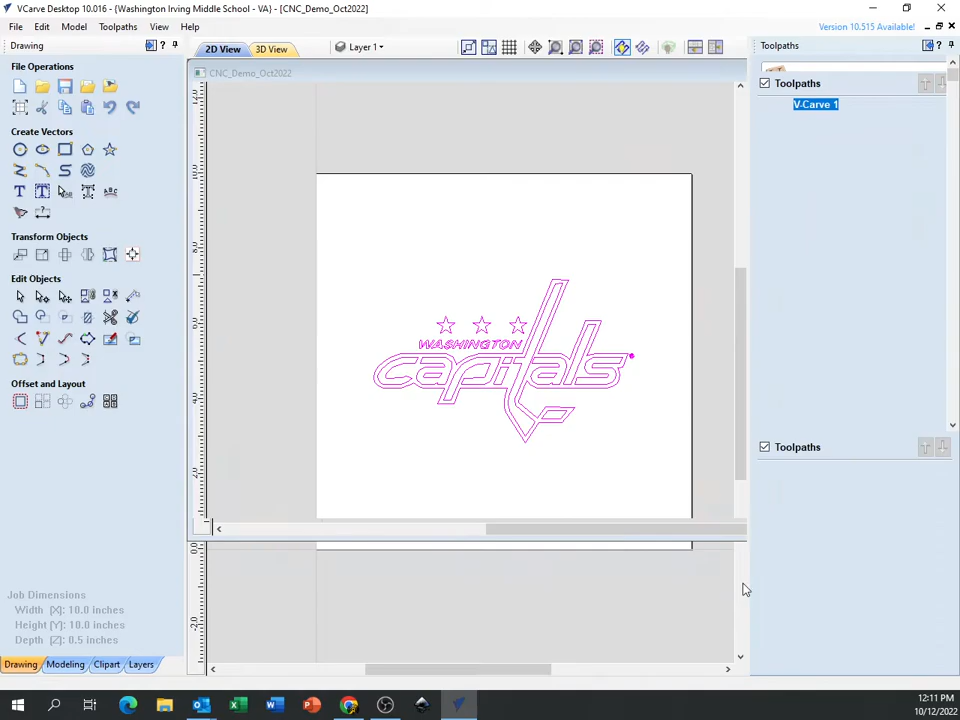 VCarve Desktop 10.016 - {Washington Irving Middle School - VA} - [CNC_Demo_Oct2022]
File Edit Model Toolpaths View Help
Version 10.515 Available!
Drawing
2D View 3D View Layer 1
Toolpaths
File Operations
CNC_Demo_Oct2022
Toolpaths
V-Carve 1
Create Vectors
Transform Objects
Edit Objects
WASHINGTON
capitals
Offset and Layout
Toolpaths
Job Dimensions
Width [X]: 10.0 inches
Height [Y]: 10.0 inches
Depth [Z]: 0.5 inches
Drawing Modeling Clipart Layers
12:11 PM
10/12/2022